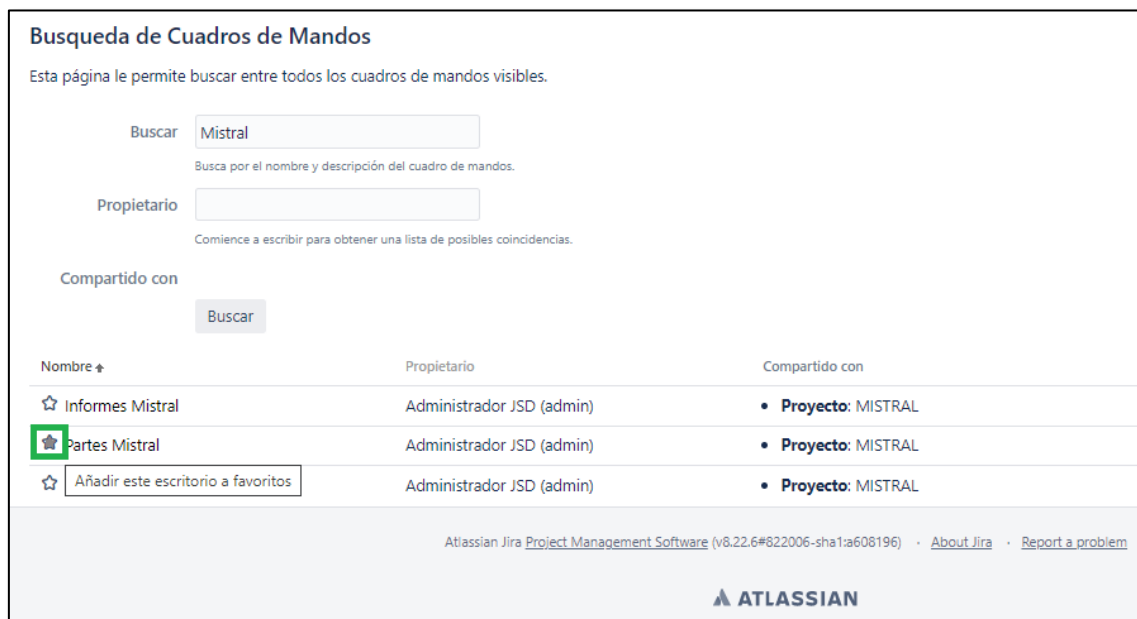 Busqueda de Cuadros de Mandos
Esta página le permite buscar entre todos los cuadros de mandos visibles.
Buscar Mistral
Busca por el nombre y descripción del cuadro de mandos.
Propietario
Comience a escribir para obtener una lista de posibles coincidencias.
Compartido con
Buscar
Nombre Propietario Compartido con
Informes Mistral Administrador JSD (admin) • Proyecto: MISTRAL
Partes Mistral Administrador JSD (admin) • Proyecto: MISTRAL
Añadir este escritorio a favoritos Administrador JSD (admin) • Proyecto: MISTRAL
Atlassian Jira Project Management Software (v8.22.6#822006-sha1:a608196) · About Jira · Report a problem
ATLASSIAN